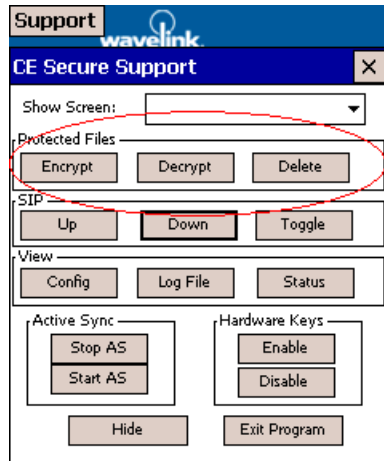 Support
wavelink
CE Secure Support
Show Screen:
Protected Files
Encrypt Decrypt Delete
SIP
Up Down Toggle
View
Config Log File Status
Active Sync Hardware Keys
Stop AS Enable
Start AS Disable
Hide Exit Program